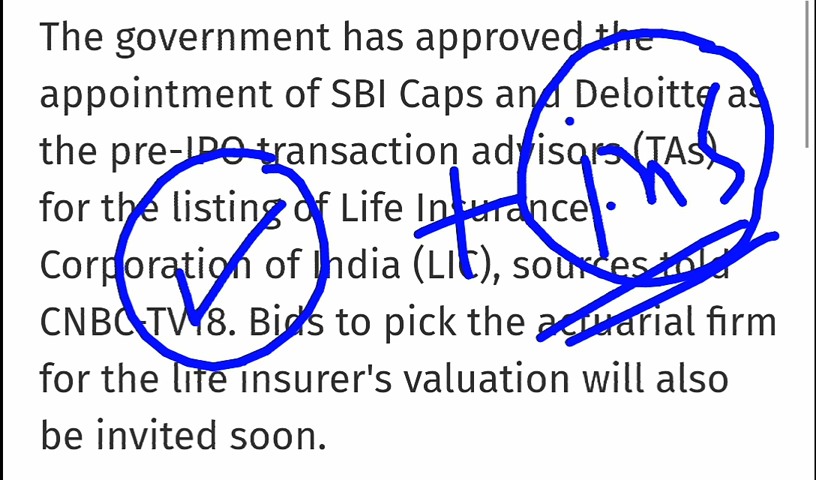 The government has approved the
appointment of SBI Caps and Deloitte as
the pre-IPO transaction advisors (TAs)
for the listing of Life Insurance
Corporation of India (LIC), sources told
CNBC-TV18. Bids to pick the actuarial firm
for the life insurer's valuation will also
be invited soon.
+ ins